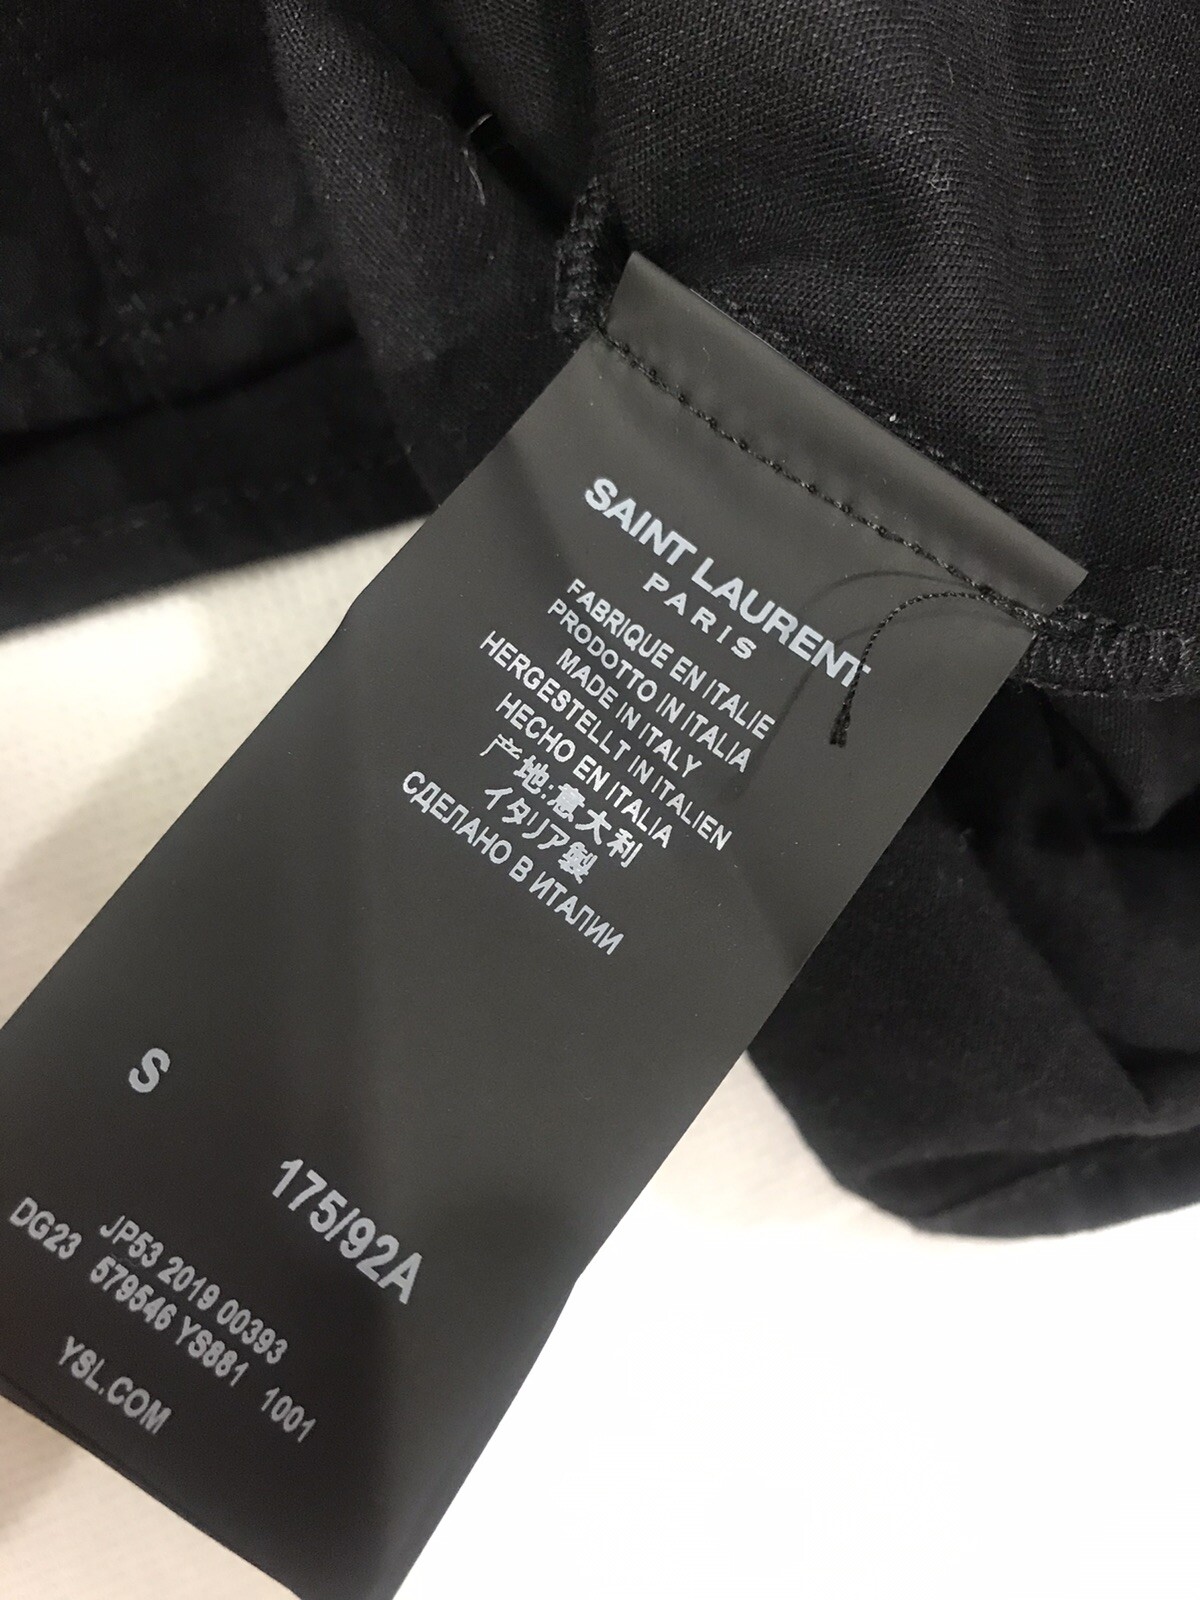 SAINT LAURENT
PARIS
FABRIQUE EN ITALIE
PRODOTTO IN ITALIA
MADE IN ITALY
HERGESTELLT IN ITALIEN
HECHO EN ITALIA
产地:意大利
イタリア製
СДЕЛАНО В ИТАЛИИ
S
175/92A
JP53 2019 00393
DG23 579546 YS881 1001
YSL.COM